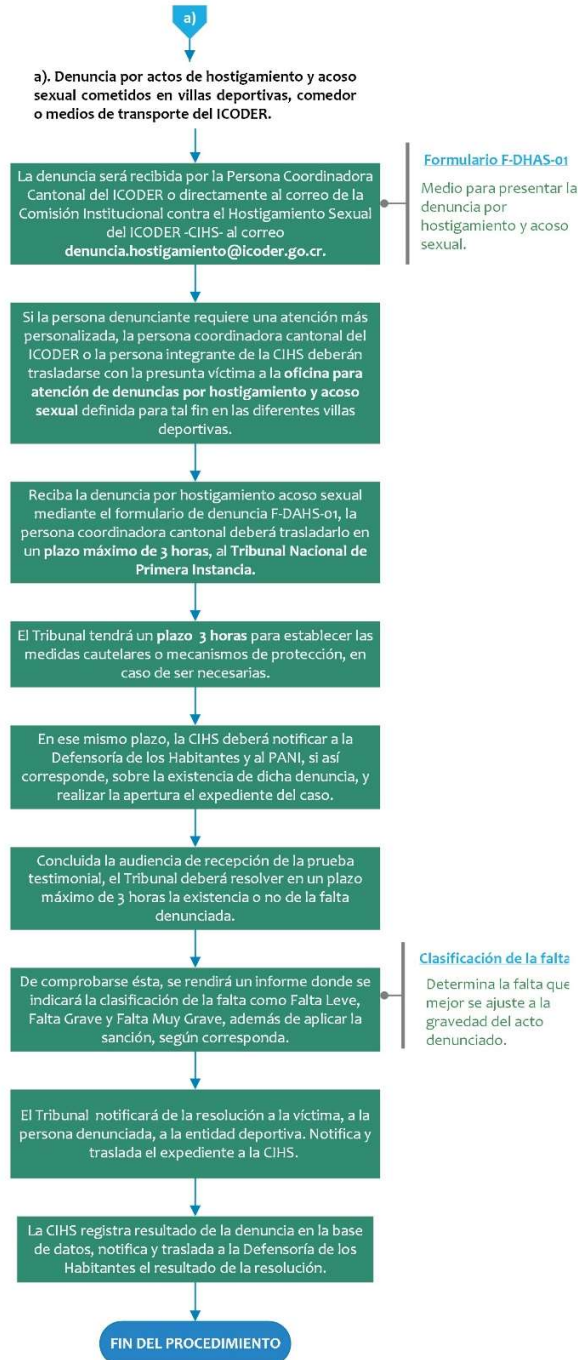 a)
a). Denuncia por actos de hostigamiento y acoso
sexual cometidos en villas deportivas, comedor
o medios de transporte del ICODER.
La denuncia será recibida por la Persona Coordinadora
Cantonal del ICODER o directamente al correo de la
Comisión Institucional contra el Hostigamiento Sexual
del ICODER -CIHS- al correo
denuncia.hostigamiento@icoder.go.cr.
Formulario F-DHAS-01
Medio para presentar la
denuncia por
hostigamiento y acoso
sexual.
Si la persona denunciante requiere una atención más
personalizada, la persona coordinadora cantonal del
ICODER o la persona integrante de la CIHS deberán
trasladarse con la presunta víctima a la oficina para
atención de denuncias por hostigamiento y acoso
sexual definida para tal fin en las diferentes villas
deportivas.
Reciba la denuncia por hostigamiento acoso sexual
mediante el formulario de denuncia F-DAHS-01, la
persona coordinadora cantonal deberá trasladarlo en
un plazo máximo de 3 horas, al Tribunal Nacional de
Primera Instancia.
El Tribunal tendrá un plazo 3 horas para establecer las
medidas cautelares o mecanismos de protección, en
caso de ser necesarias.
En ese mismo plazo, la CIHS deberá notificar a la
Defensoría de los Habitantes y al PANI, si así
corresponde, sobre la existencia de dicha denuncia, y
realizar la apertura el expediente del caso.
Concluida la audiencia de recepción de la prueba
testimonial, el Tribunal deberá resolver en un plazo
máximo de 3 horas la existencia o no de la falta
denunciada.
De comprobarse ésta, se rendirá un informe donde se
indicará la clasificación de la falta como Falta Leve,
Falta Grave y Falta Muy Grave, además de aplicar la
sanción, según corresponda.
Clasificación de la falta
Determina la falta que
mejor se ajuste a la
gravedad del acto
denunciado.
El Tribunal notificará de la resolución a la víctima, a la
persona denunciada, a la entidad deportiva. Notifica y
traslada el expediente a la CIHS.
La CIHS registra resultado de la denuncia en la base
de datos, notifica y traslada a la Defensoría de los
Habitantes el resultado de la resolución.
FIN DEL PROCEDIMIENTO